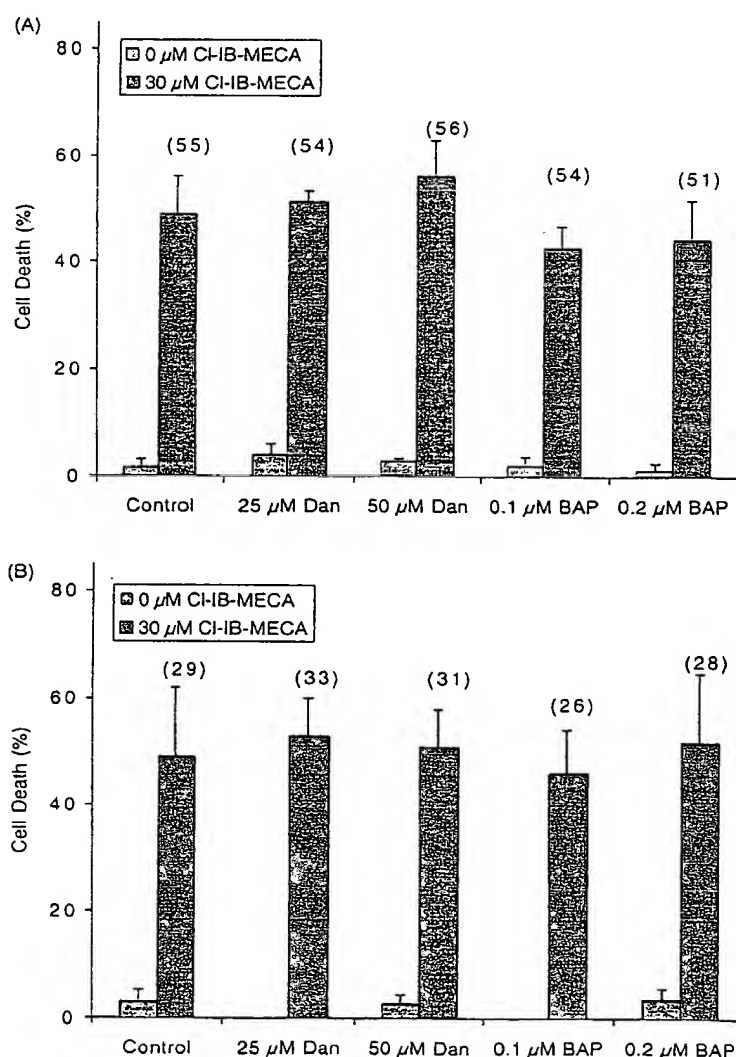 (A)
80
60
40
20
0
Cell Death (%)
0 µM Cl-IB-MECA
30 µM Cl-IB-MECA
(55) (54) (56) (54) (51)
Control 25 µM Dan 50 µM Dan 0.1 µM BAP 0.2 µM BAP
(B)
80
60
40
20
0
Cell Death (%)
0 µM Cl-IB-MECA
30 µM Cl-IB-MECA
(29) (33) (31) (26) (28)
Control 25 µM Dan 50 µM Dan 0.1 µM BAP 0.2 µM BAP